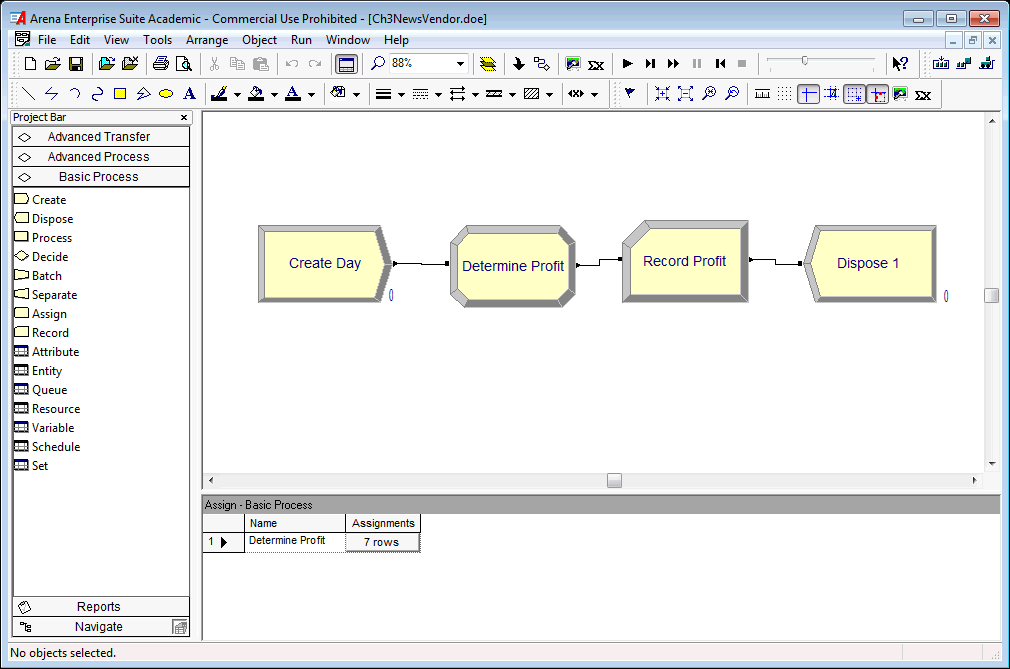 Arena Enterprise Suite Academic - Commercial Use Prohibited - [Ch3NewsVendor.doe]
File Edit View Tools Arrange Object Run Window Help
88%
Project Bar
Advanced Transfer
Advanced Process
Basic Process
Create
Dispose
Process
Decide
Batch
Separate
Assign
Record
Attribute
Entity
Queue
Resource
Variable
Schedule
Set
Reports
Navigate
Create Day
0
Determine Profit
Record Profit
Dispose 1
0
Assign - Basic Process
Name Assignments
1 Determine Profit 7 rows
No objects selected.